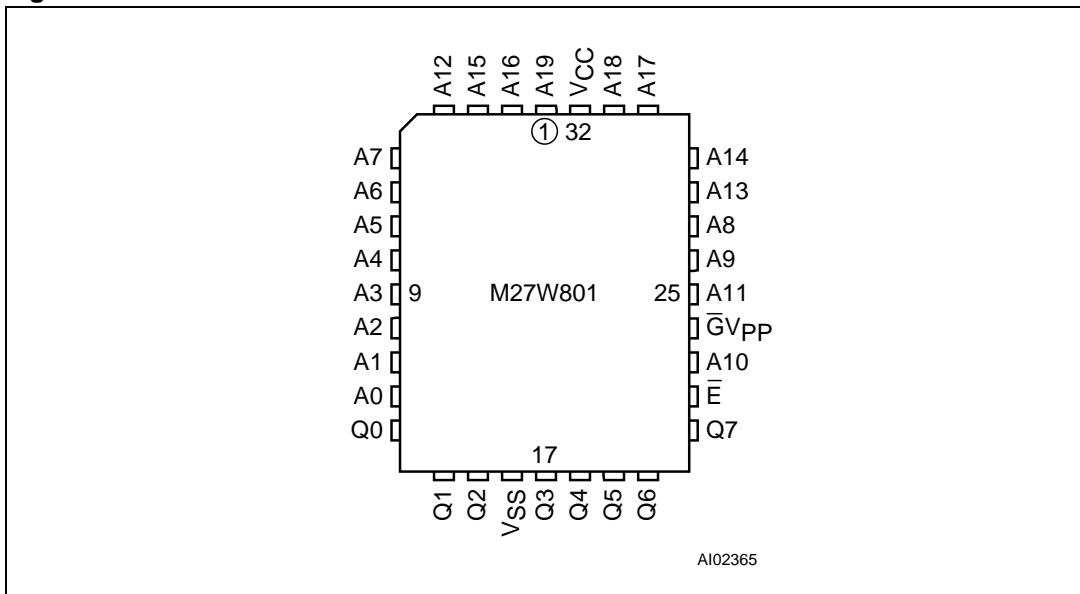 A12 A15 A16 A19 VCC A18 A17
1 32
A7 A14
A6 A13
A5 A8
A4 A9
A3 9 M27W801 25 A11
A2 G̅VPP
A1 A10
A0 E̅
Q0 Q7
17
Q1 Q2 VSS Q3 Q4 Q5 Q6
AI02365